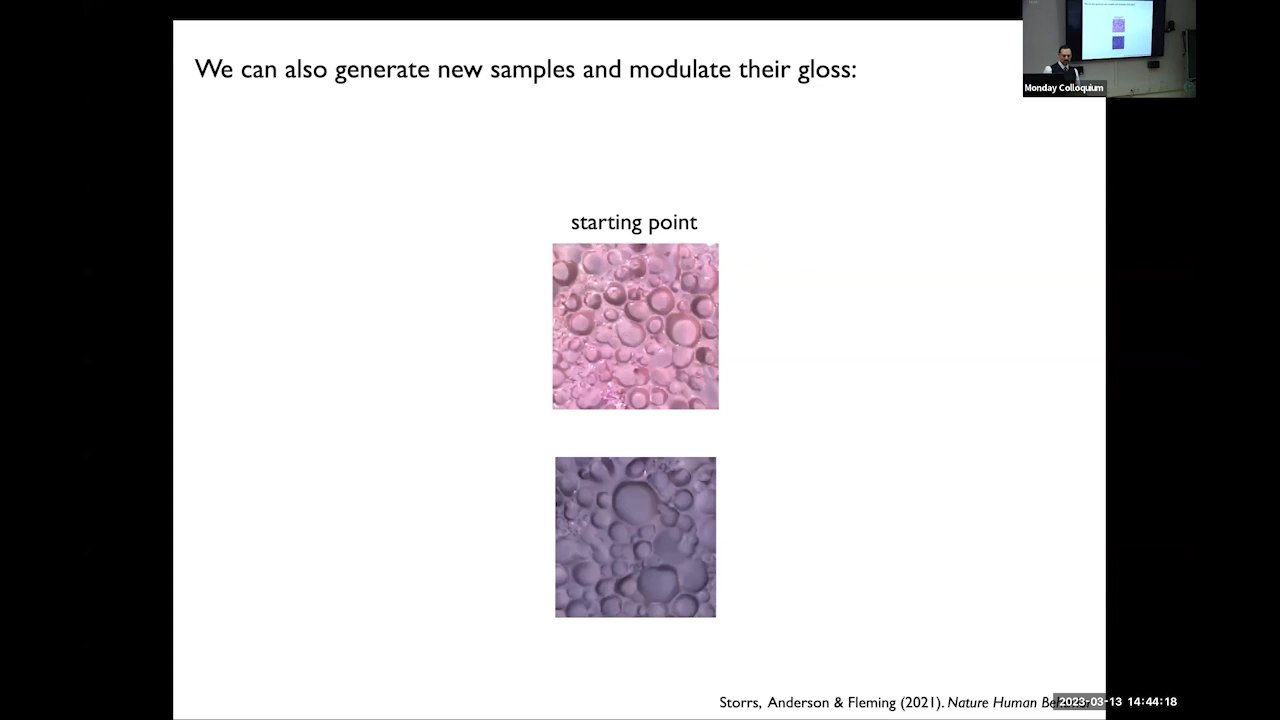 We can also generate new samples and modulate their gloss:
Monday Colloquium
starting point
Storrs, Anderson & Fleming (2021). Nature Human
2023-03-13 14:44:18